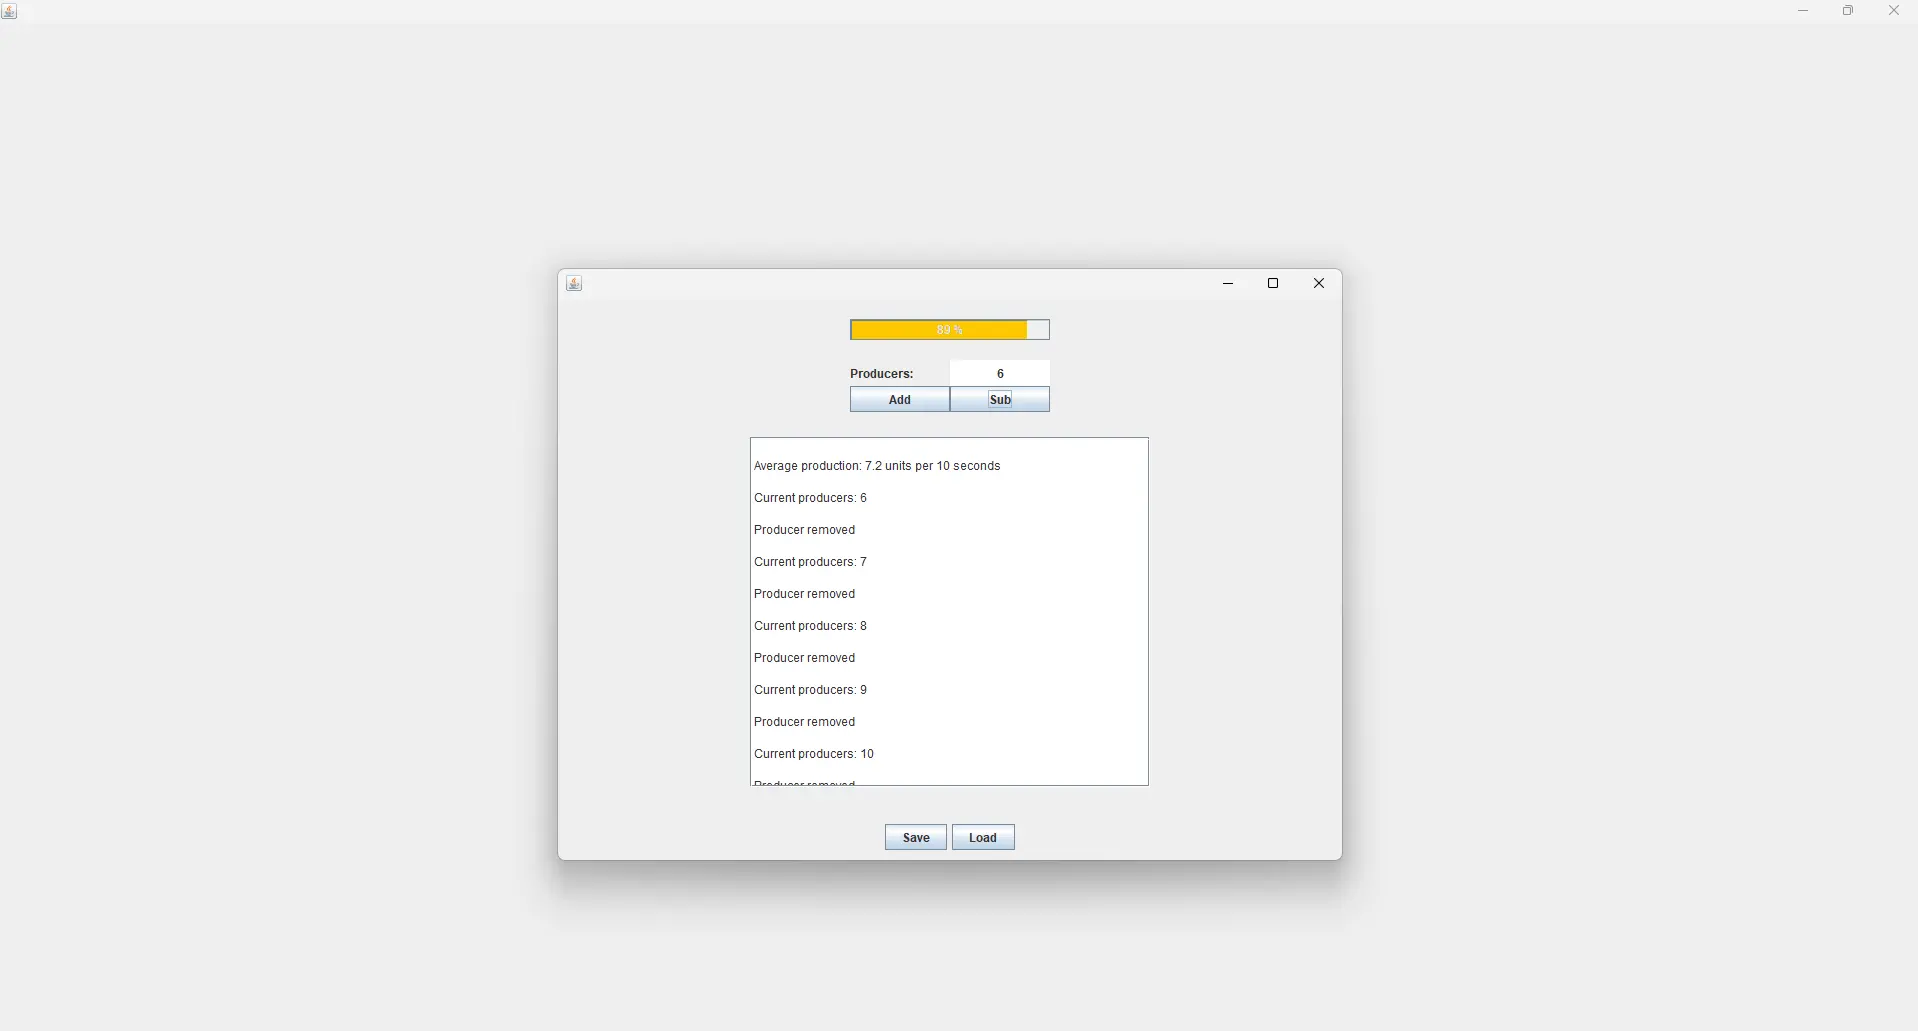 89 %
Producers: 6
Add Sub
Average production: 7.2 units per 10 seconds
Current producers: 6
Producer removed
Current producers: 7
Producer removed
Current producers: 8
Producer removed
Current producers: 9
Producer removed
Current producers: 10
Producer removed
Save Load